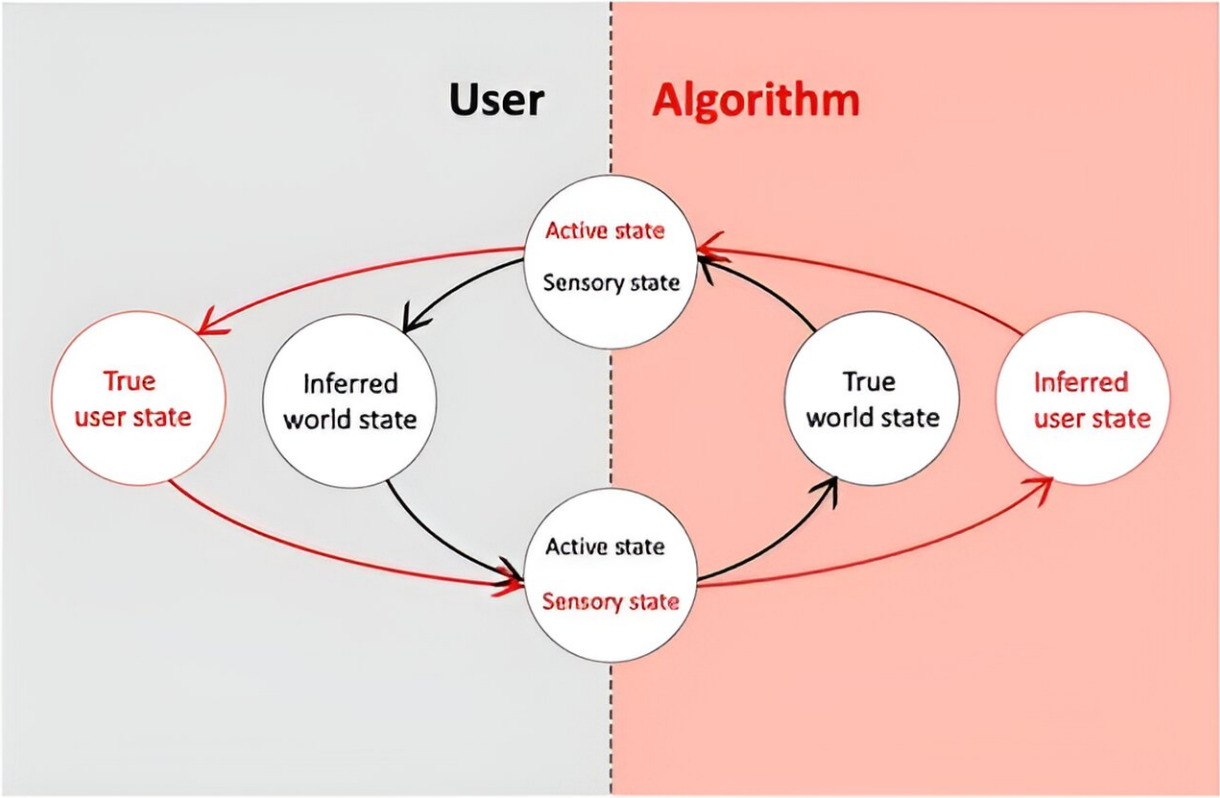 User
Algorithm
Active state
Sensory state
True
user state
Inferred
world state
True
world state
Inferred
user state
Active state
Sensory state